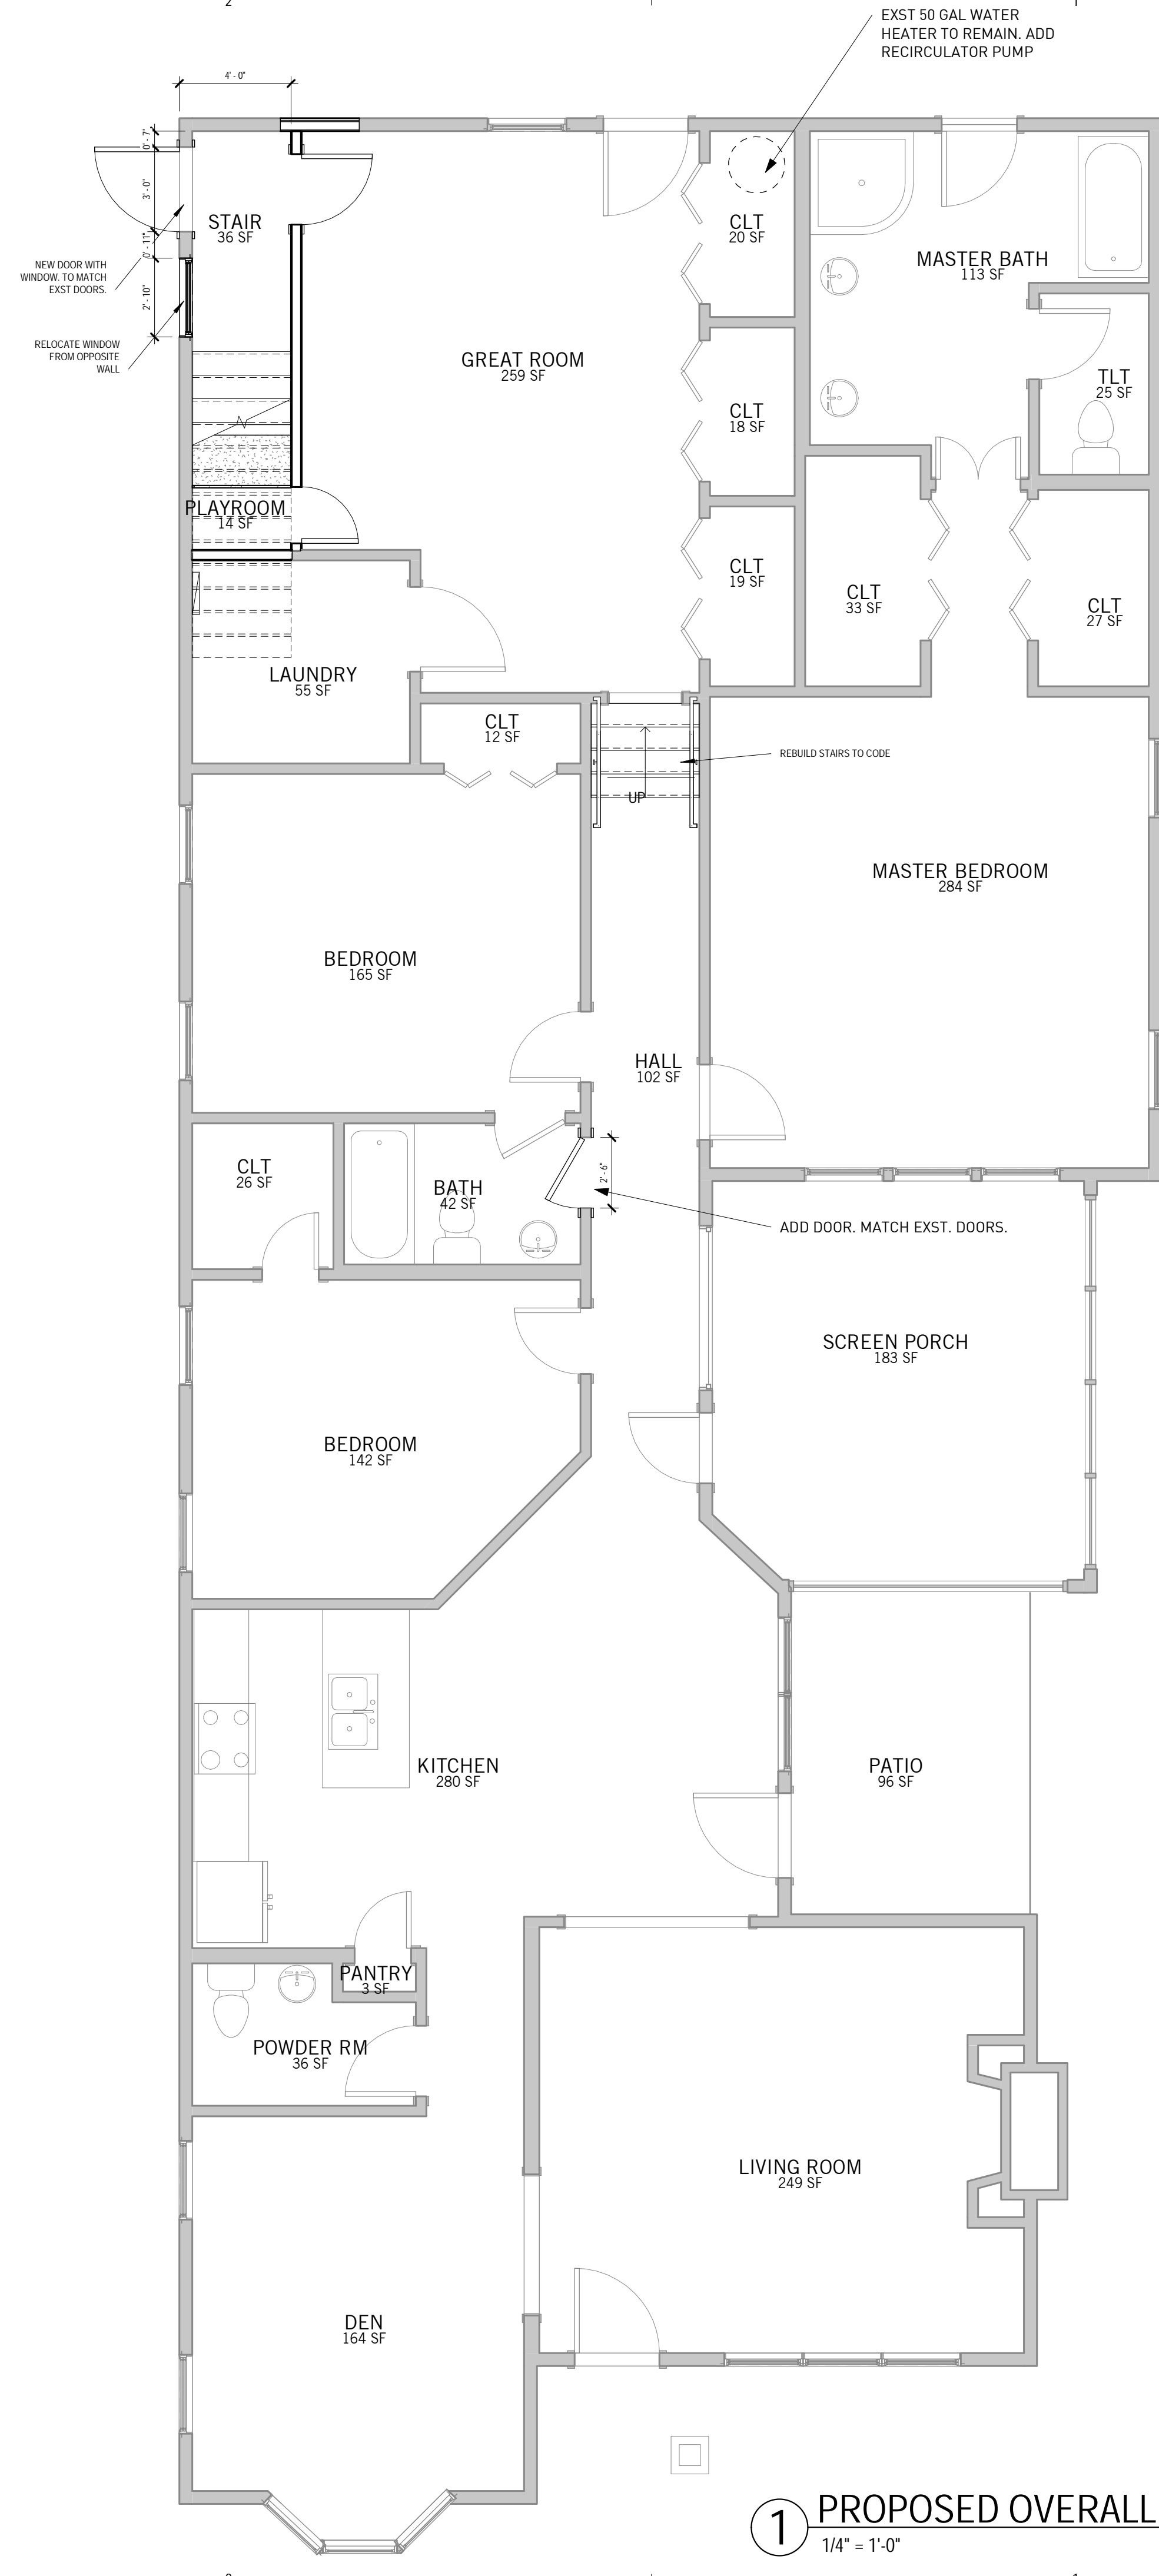 2
1
EXST 50 GAL WATER
HEATER TO REMAIN. ADD
RECIRCULATOR PUMP
4' - 0"
0' - 7"
3' - 0"
0' - 11"
2' - 10"
STAIR
36 SF
NEW DOOR WITH
WINDOW. TO MATCH
EXST DOORS.
RELOCATE WINDOW
FROM OPPOSITE
WALL
GREAT ROOM
259 SF
CLT
20 SF
MASTER BATH
113 SF
TLT
25 SF
CLT
18 SF
PLAYROOM
14 SF
CLT
19 SF
CLT
33 SF
CLT
27 SF
LAUNDRY
55 SF
CLT
12 SF
REBUILD STAIRS TO CODE
UP
MASTER BEDROOM
284 SF
BEDROOM
165 SF
HALL
102 SF
CLT
26 SF
BATH
42 SF
2' - 6"
ADD DOOR. MATCH EXST. DOORS.
SCREEN PORCH
183 SF
BEDROOM
142 SF
KITCHEN
280 SF
PATIO
96 SF
PANTRY
3 SF
POWDER RM
36 SF
LIVING ROOM
249 SF
DEN
164 SF
1
PROPOSED OVERALL
1/4" = 1'-0"